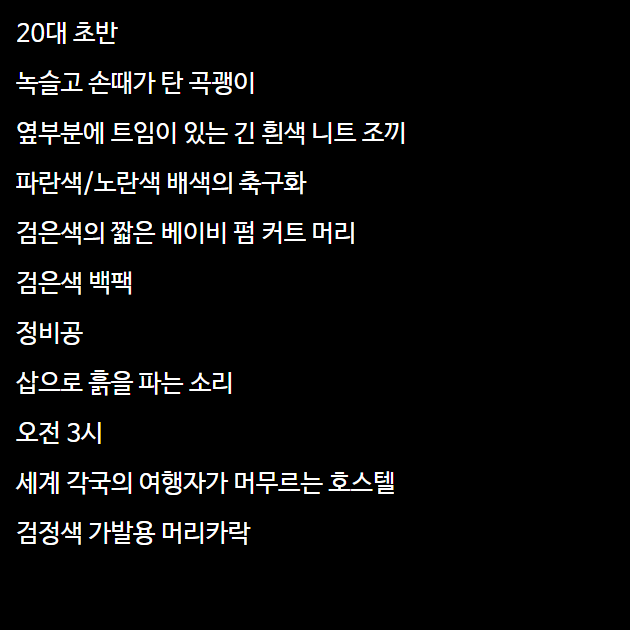 20대 초반
녹슬고 손때가 탄 곡괭이
옆부분에 트임이 있는 긴 흰색 니트 조끼
파란색/노란색 배색의 축구화
검은색의 짧은 베이비 펌 커트 머리
검은색 백팩
정비공
삽으로 흙을 파는 소리
오전 3시
세계 각국의 여행자가 머무르는 호스텔
검정색 가발용 머리카락